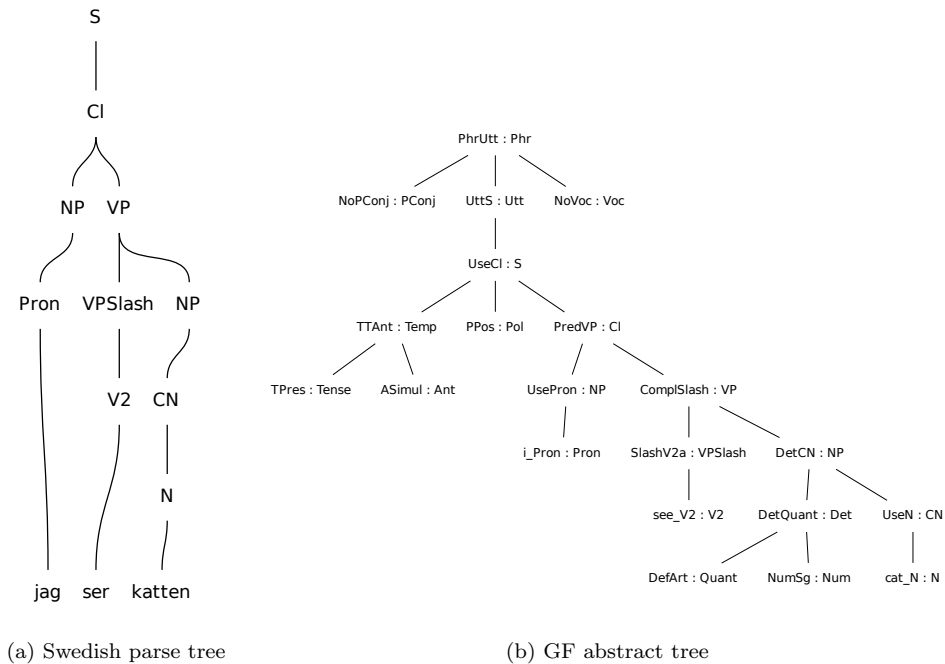 S
Cl
NP VP
Pron VPSlash NP
V2 CN
N
jag ser katten
(a) Swedish parse tree
PhrUtt : Phr
NoPConj : PConj UttS : Utt NoVoc : Voc
UseCl : S
TTAnt : Temp PPos : Pol PredVP : Cl
TPres : Tense ASimul : Ant UsePron : NP ComplSlash : VP
i_Pron : Pron SlashV2a : VPSlash DetCN : NP
see_V2 : V2 DetQuant : Det UseN : CN
DefArt : Quant NumSg : Num cat_N : N
(b) GF abstract tree